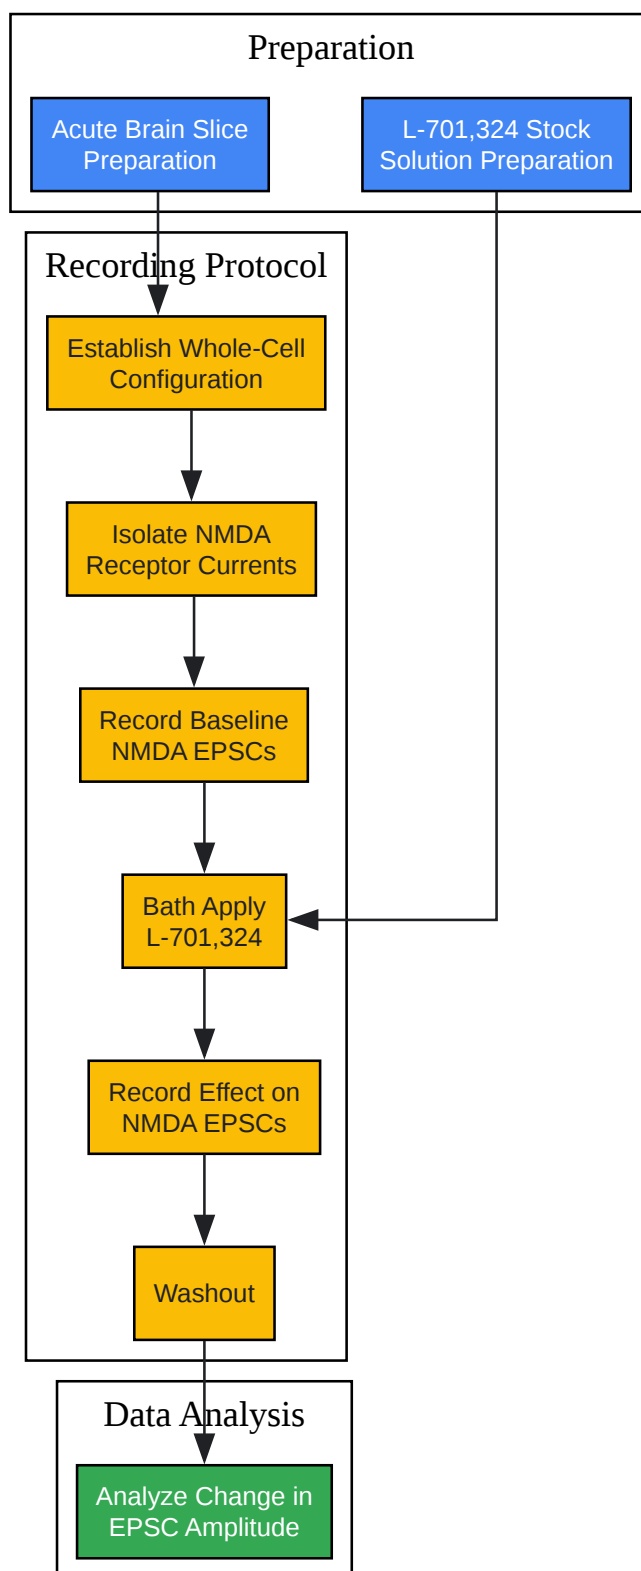 Preparation
Acute Brain Slice
Preparation
L-701,324 Stock
Solution Preparation
Recording Protocol
Establish Whole-Cell
Configuration
Isolate NMDA
Receptor Currents
Record Baseline
NMDA EPSCs
Bath Apply
L-701,324
Record Effect on
NMDA EPSCs
Washout
Data Analysis
Analyze Change in
EPSC Amplitude